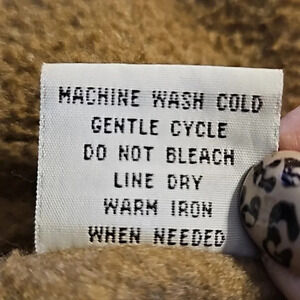 MACHINE WASH COLD
GENTLE CYCLE
DO NOT BLEACH
LINE DRY
WARM IRON
WHEN NEEDED